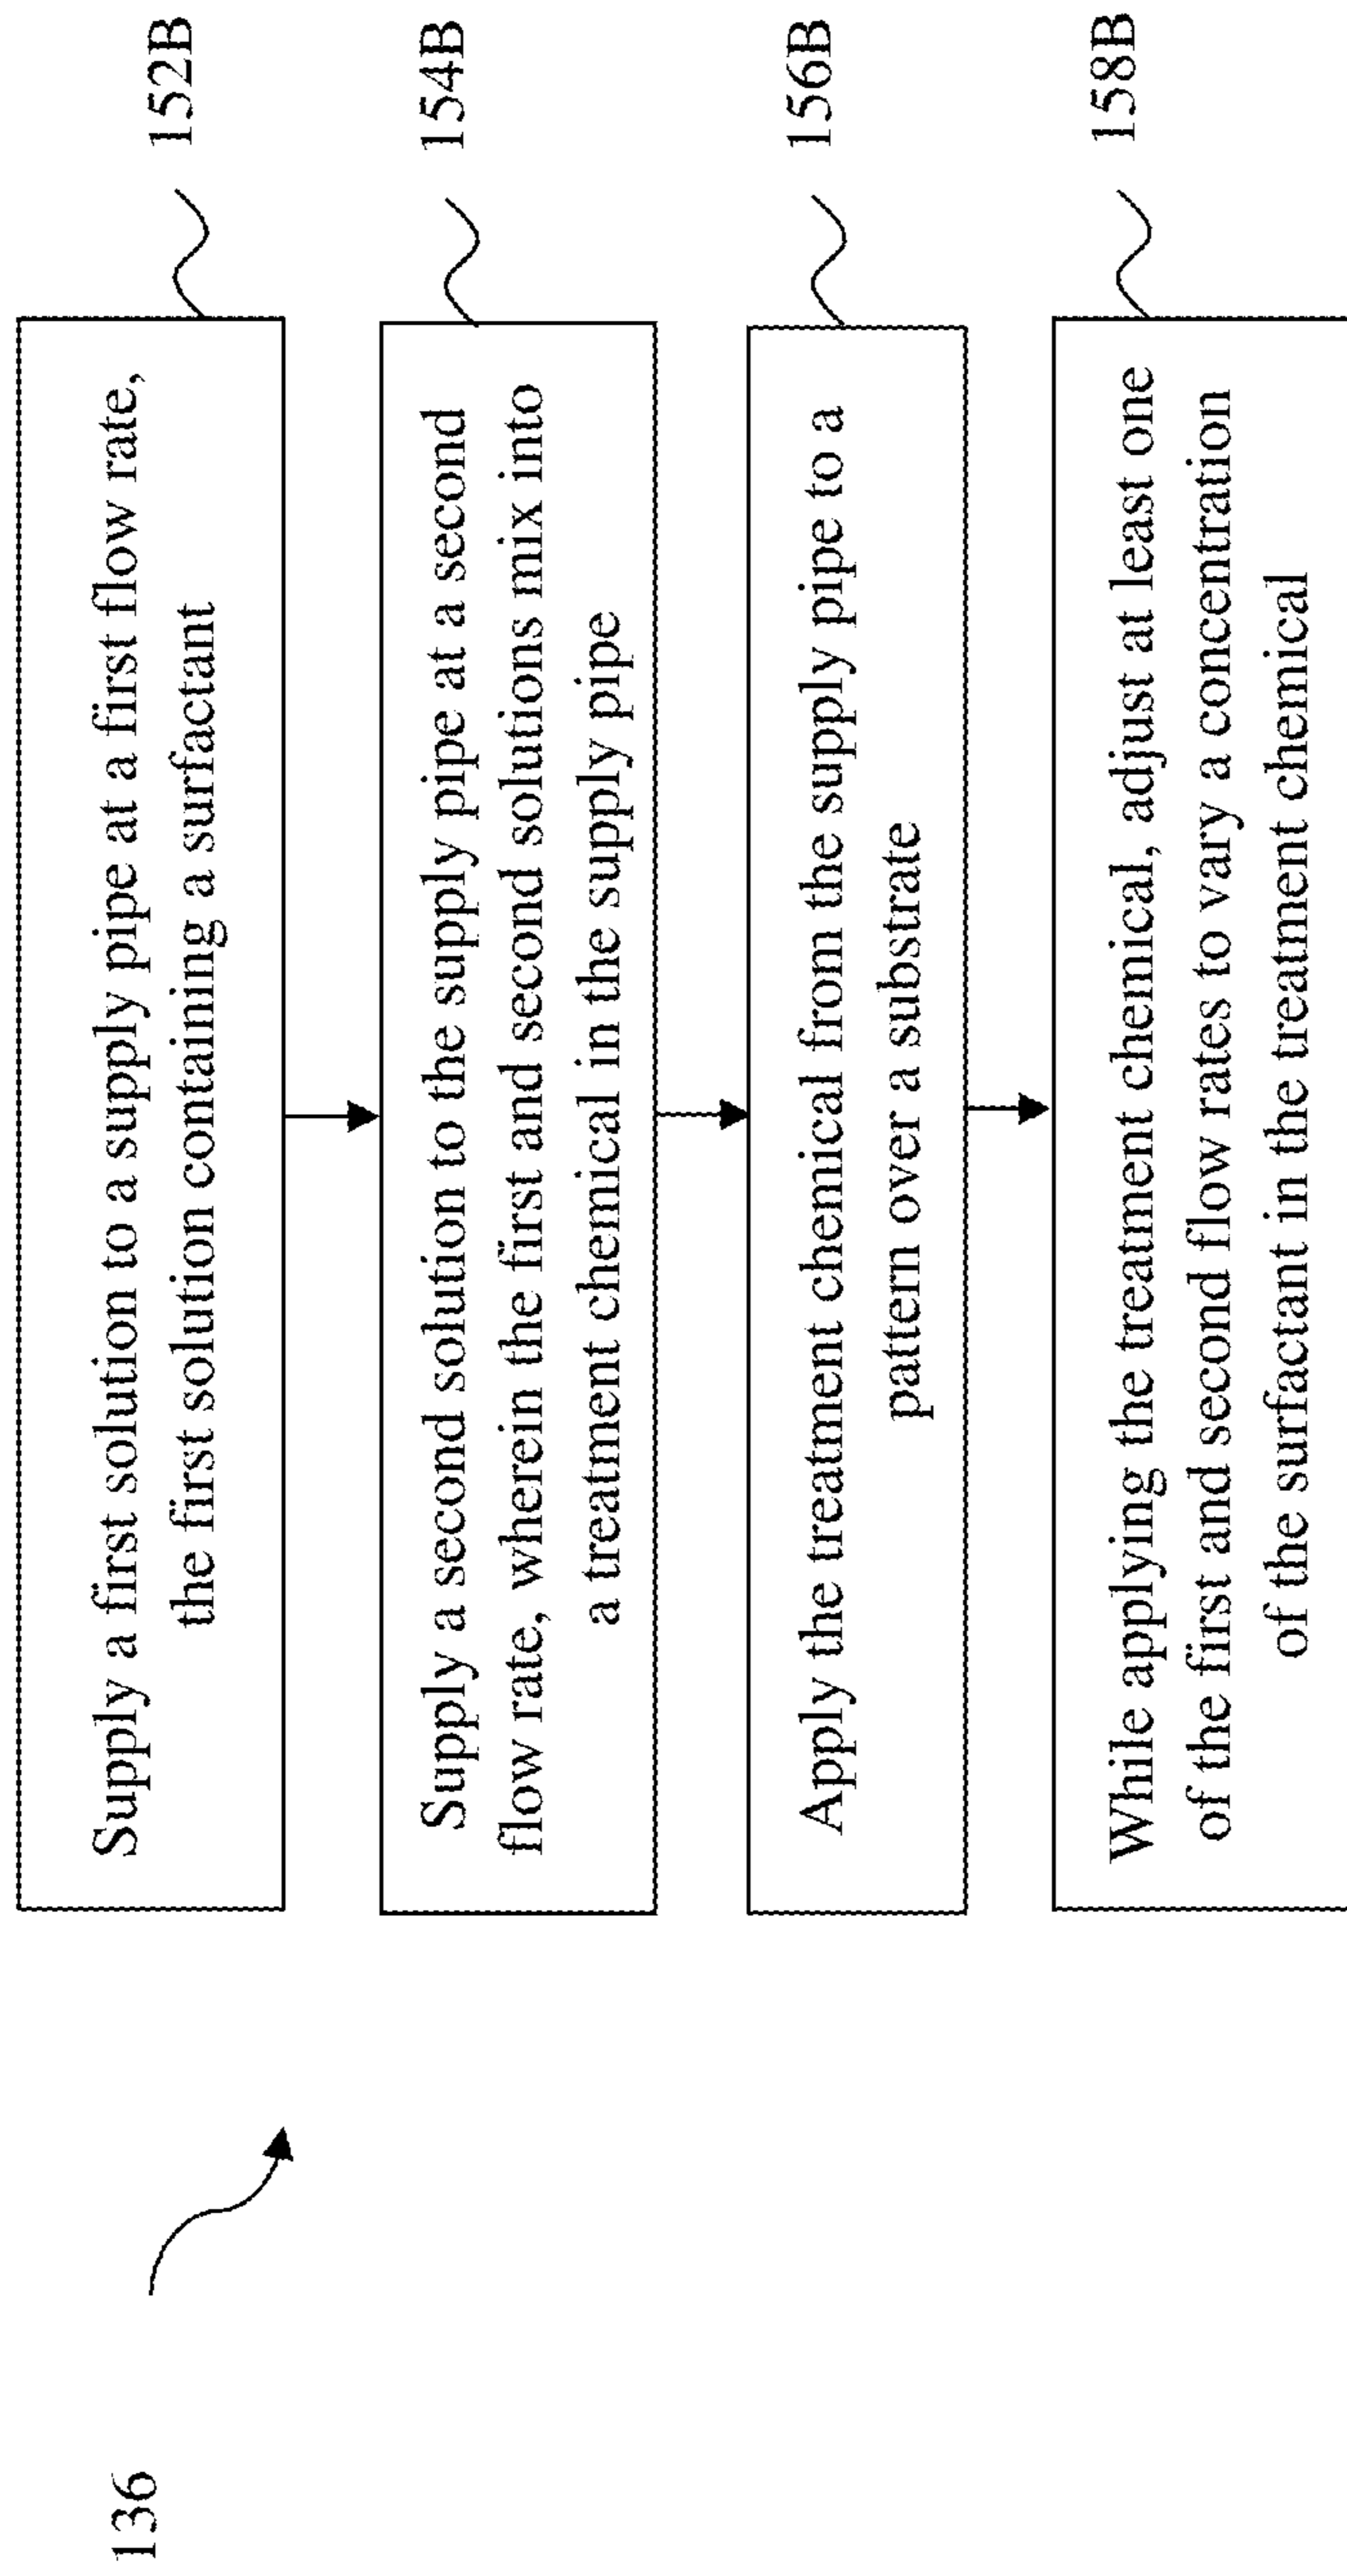 136
Supply a first solution to a supply pipe at a first flow rate,
the first solution containing a surfactant
152B
Supply a second solution to the supply pipe at a second
flow rate, wherein the first and second solutions mix into
a treatment chemical in the supply pipe
154B
Apply the treatment chemical from the supply pipe to a
pattern over a substrate
156B
While applying the treatment chemical, adjust at least one
of the first and second flow rates to vary a concentration
of the surfactant in the treatment chemical
158B